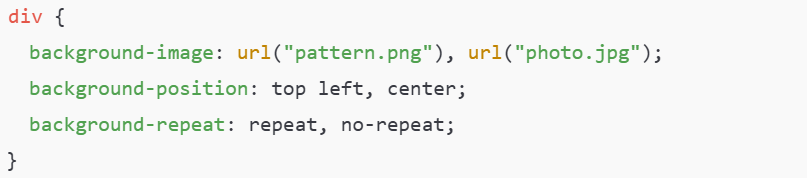 div {
  background-image: url("pattern.png"), url("photo.jpg");
  background-position: top left, center;
  background-repeat: repeat, no-repeat;
}